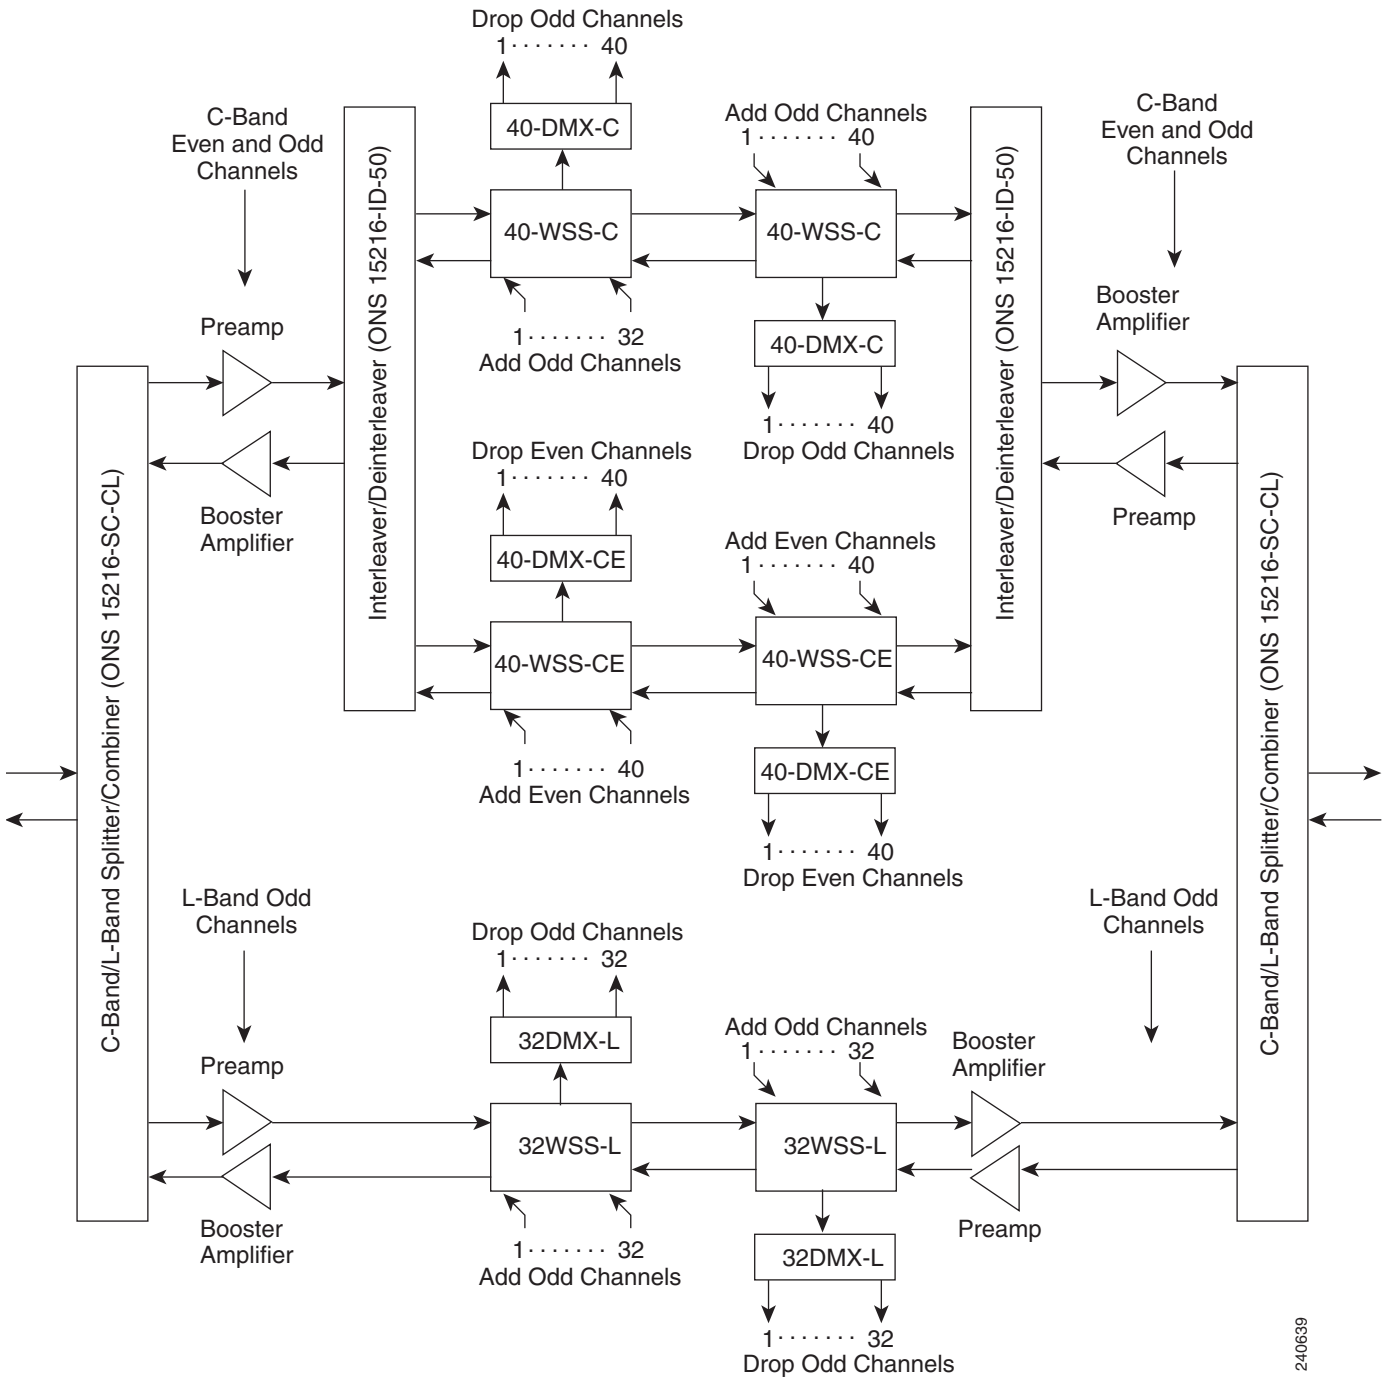 Drop Odd Channels
1 · · · · · · · 40
40-DMX-C
C-Band
Even and Odd
Channels
Add Odd Channels
1 · · · · · · · 40
C-Band
Even and Odd
Channels
Interleaver/Deinterleaver (ONS 15216-ID-50)
40-WSS-C
40-WSS-C
Interleaver/Deinterleaver (ONS 15216-ID-50)
Preamp
1 · · · · · · · 32
Add Odd Channels
40-DMX-C
Booster
Amplifier
1 · · · · · · · 40
Drop Odd Channels
Drop Even Channels
1 · · · · · · · 40
Booster
Amplifier
Preamp
40-DMX-CE
Add Even Channels
1 · · · · · · · 40
40-WSS-CE
40-WSS-CE
C-Band/L-Band Splitter/Combiner (ONS 15216-SC-CL)
C-Band/L-Band Splitter/Combiner (ONS 15216-SC-CL)
1 · · · · · · · 40
Add Even Channels
40-DMX-CE
1 · · · · · · · 40
Drop Even Channels
L-Band Odd
Channels
L-Band Odd
Channels
Drop Odd Channels
1 · · · · · · · 32
32DMX-L
Add Odd Channels
1 · · · · · · · 32
Preamp
Booster
Amplifier
32WSS-L
32WSS-L
Booster
Amplifier
Preamp
1 · · · · · · · 32
Add Odd Channels
32DMX-L
1 · · · · · · · 32
Drop Odd Channels
240639